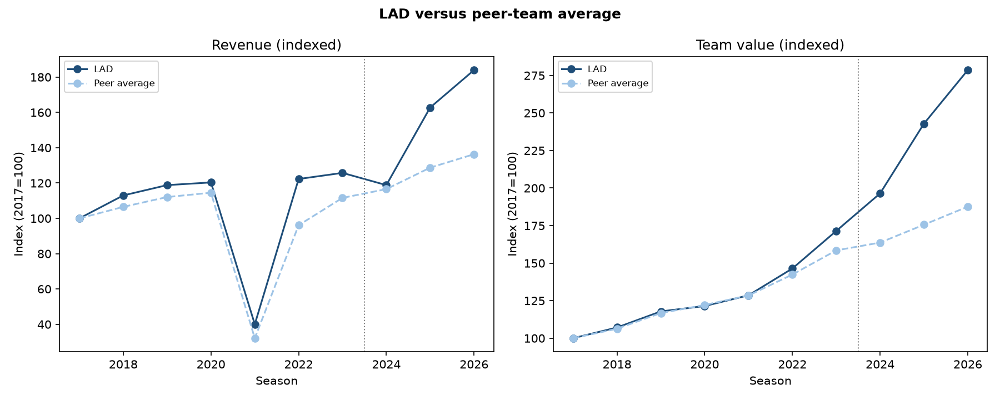 LAD versus peer-team average
Revenue (indexed)
LAD
Peer average
Index (2017=100)
180
160
140
120
100
80
60
40
2018 2020 2022 2024 2026
Season
Team value (indexed)
LAD
Peer average
Index (2017=100)
275
250
225
200
175
150
125
100
2018 2020 2022 2024 2026
Season